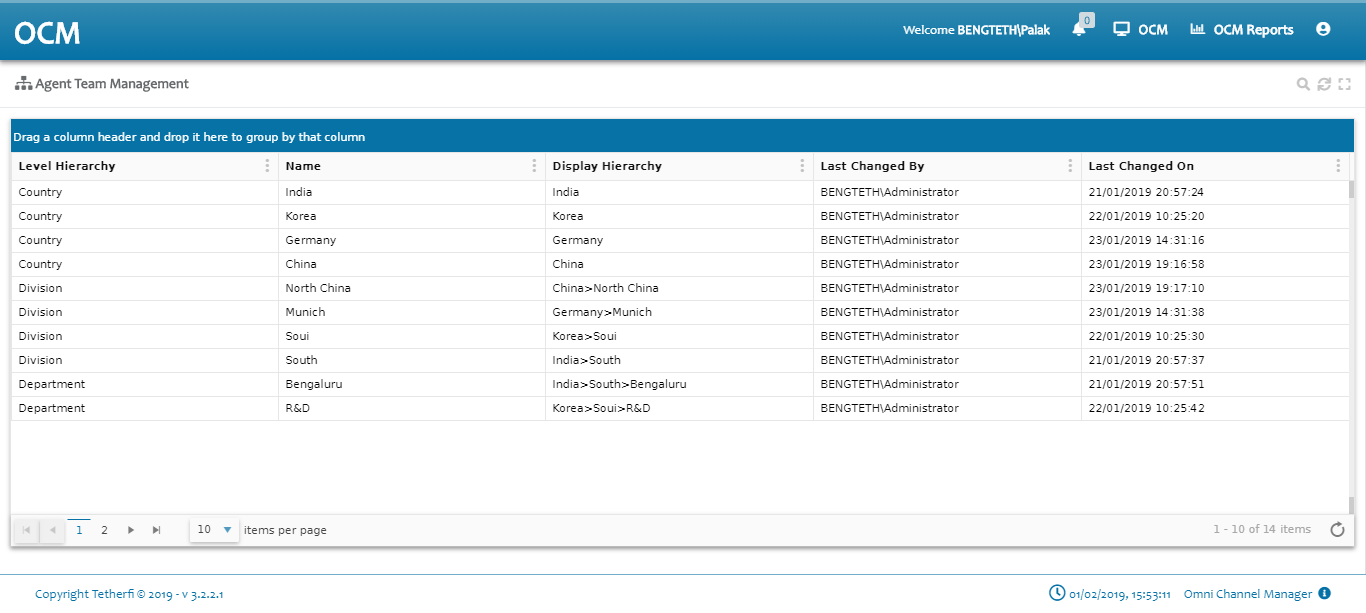 OCM
Welcome BENGTETH\Palak 0 OCM OCM Reports
Agent Team Management
Drag a column header and drop it here to group by that column
Level Hierarchy Name Display Hierarchy Last Changed By Last Changed On
Country India India BENGTETH\Administrator 21/01/2019 20:57:24
Country Korea Korea BENGTETH\Administrator 22/01/2019 10:25:20
Country Germany Germany BENGTETH\Administrator 23/01/2019 14:31:16
Country China China BENGTETH\Administrator 23/01/2019 19:16:58
Division North China China>North China BENGTETH\Administrator 23/01/2019 19:17:10
Division Munich Germany>Munich BENGTETH\Administrator 23/01/2019 14:31:38
Division Soui Korea>Soui BENGTETH\Administrator 22/01/2019 10:25:30
Division South India>South BENGTETH\Administrator 21/01/2019 20:57:37
Department Bengaluru India>South>Bengaluru BENGTETH\Administrator 21/01/2019 20:57:51
Department R&D Korea>Soui>R&D BENGTETH\Administrator 22/01/2019 10:25:42
1 2 10 items per page 1 - 10 of 14 items
Copyright Tetherfi © 2019 - v 3.2.2.1 01/02/2019, 15:53:11 Omni Channel Manager